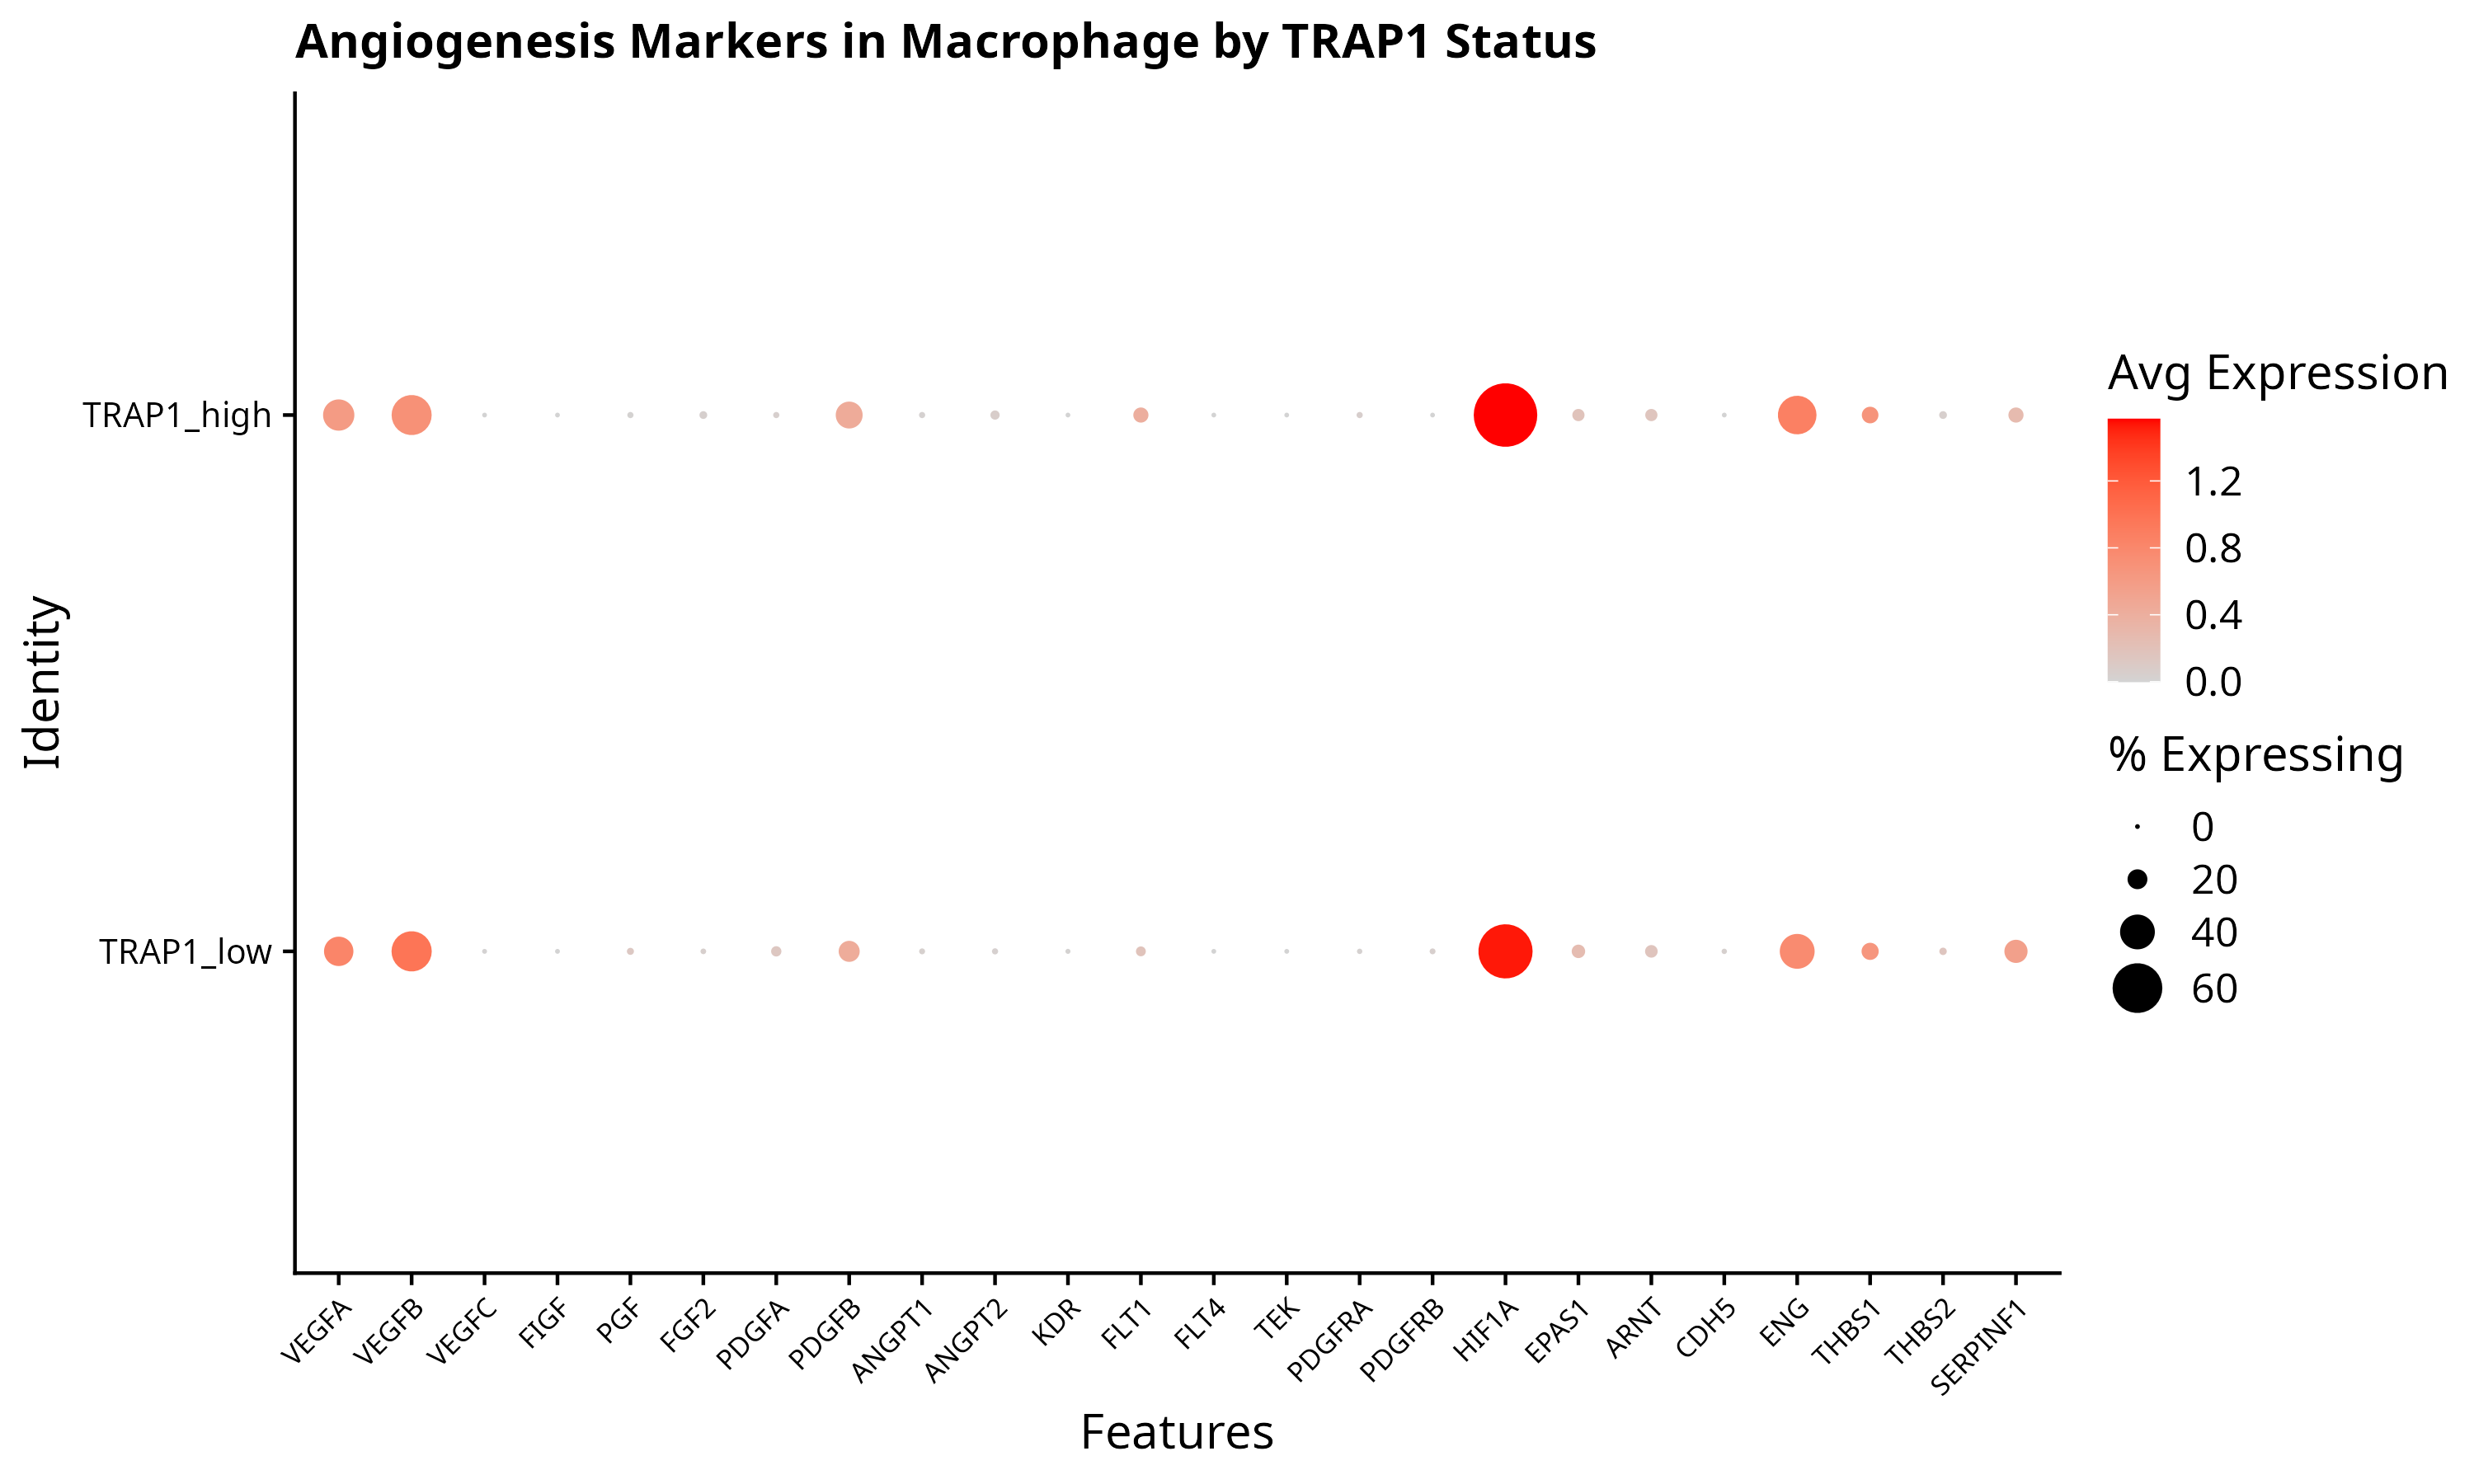 Angiogenesis Markers in Macrophage by TRAP1 Status
Identity
TRAP1_high
TRAP1_low
VEGFA
VEGFB
VEGFC
FIGF
PGF
FGF2
PDGFA
PDGFB
ANGPT1
ANGPT2
KDR
FLT1
FLT4
TEK
PDGFRA
PDGFRB
HIF1A
EPAS1
ARNT
CDH5
ENG
THBS1
THBS2
SERPINF1
Features
Avg Expression
1.2
0.8
0.4
0.0
% Expressing
0
20
40
60